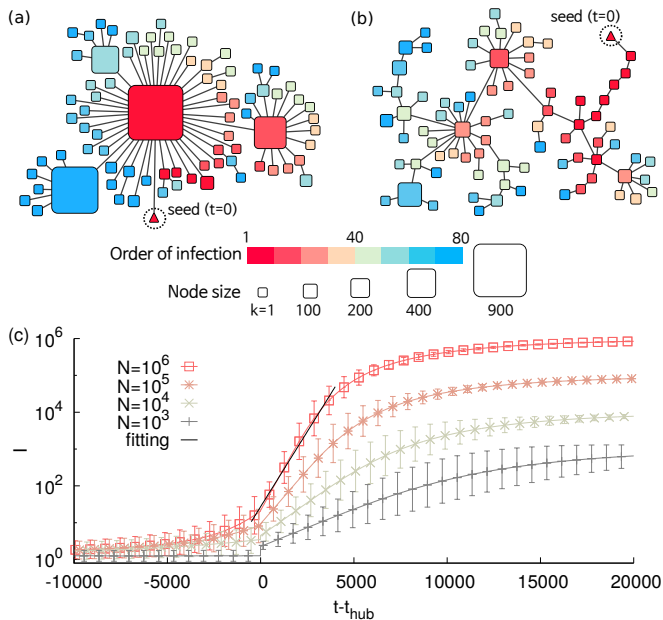 (a)
(b)
seed (t=0)
seed (t=0)
1 40 80
Order of infection
Node size
k=1 100 200 400 900
(c)
10^6
N=10^6
N=10^5
10^4
N=10^4
N=10^3
fitting
I
10^2
10^0
-10000 -5000 0 5000 10000 15000 20000
t-t_hub